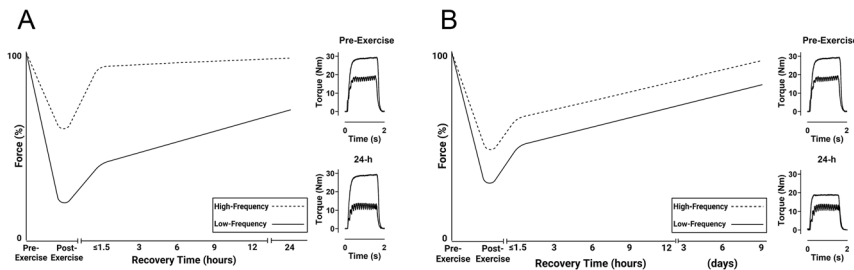 A
100
Force (%)
0
High-Frequency
Low-Frequency
Pre-
Exercise
Post-
Exercise
≤1.5
3
6
9
12
24
Recovery Time (hours)
Pre-Exercise
Torque (Nm)
30
20
10
0
0
2
Time (s)
24-h
Torque (Nm)
30
20
10
0
0
2
Time (s)
B
100
Force (%)
0
High-Frequency
Low-Frequency
Pre-
Exercise
Post-
Exercise
≤1.5
3
6
9
12
3
6
9
Recovery Time (hours)
(days)
Pre-Exercise
Torque (Nm)
30
20
10
0
0
2
Time (s)
24-h
Torque (Nm)
30
20
10
0
0
2
Time (s)